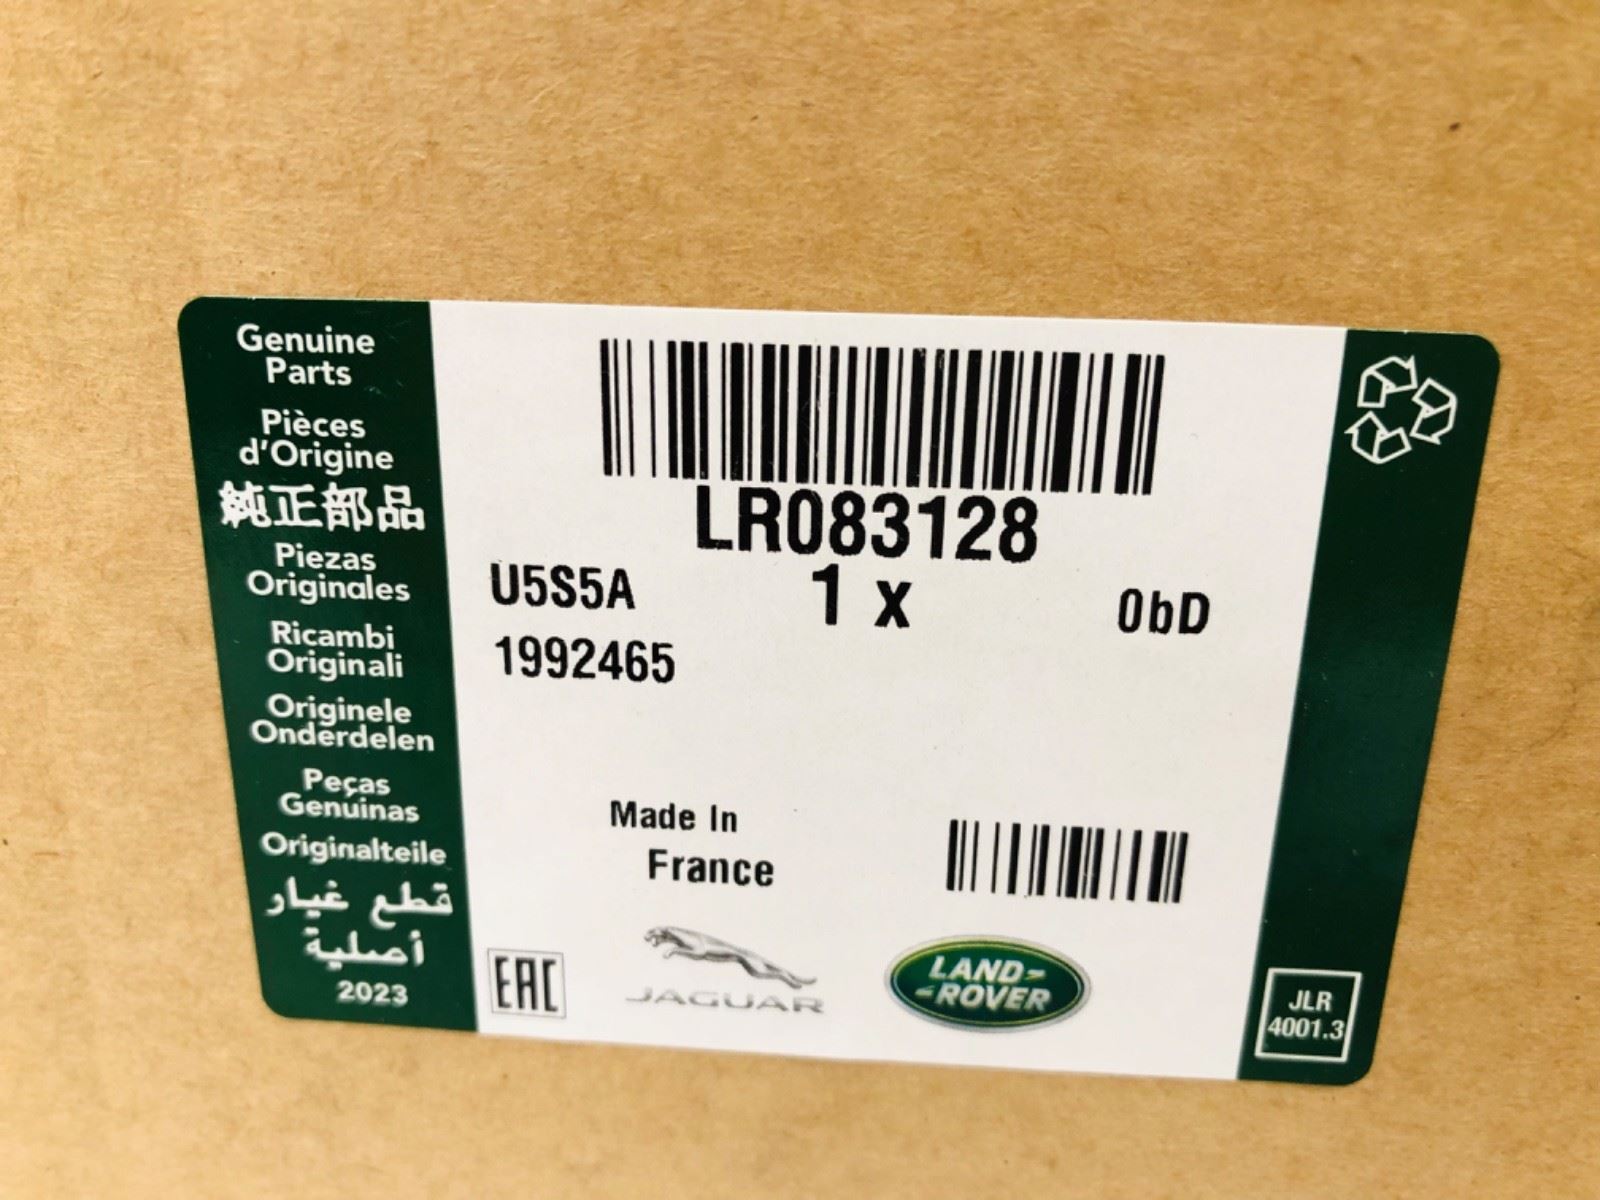 Genuine
Parts
Pièces
d'Origine
純正部品
Piezas
Originales
Ricambi
Originali
Originele
Onderdelen
Peças
Genuinas
Originalteile
قطع غيار
أصلية
2023
LR083128
U5S5A
1 x
0bD
1992465
Made In
France
EAC
JAGUAR
LAND-
-ROVER
JLR
4001.3